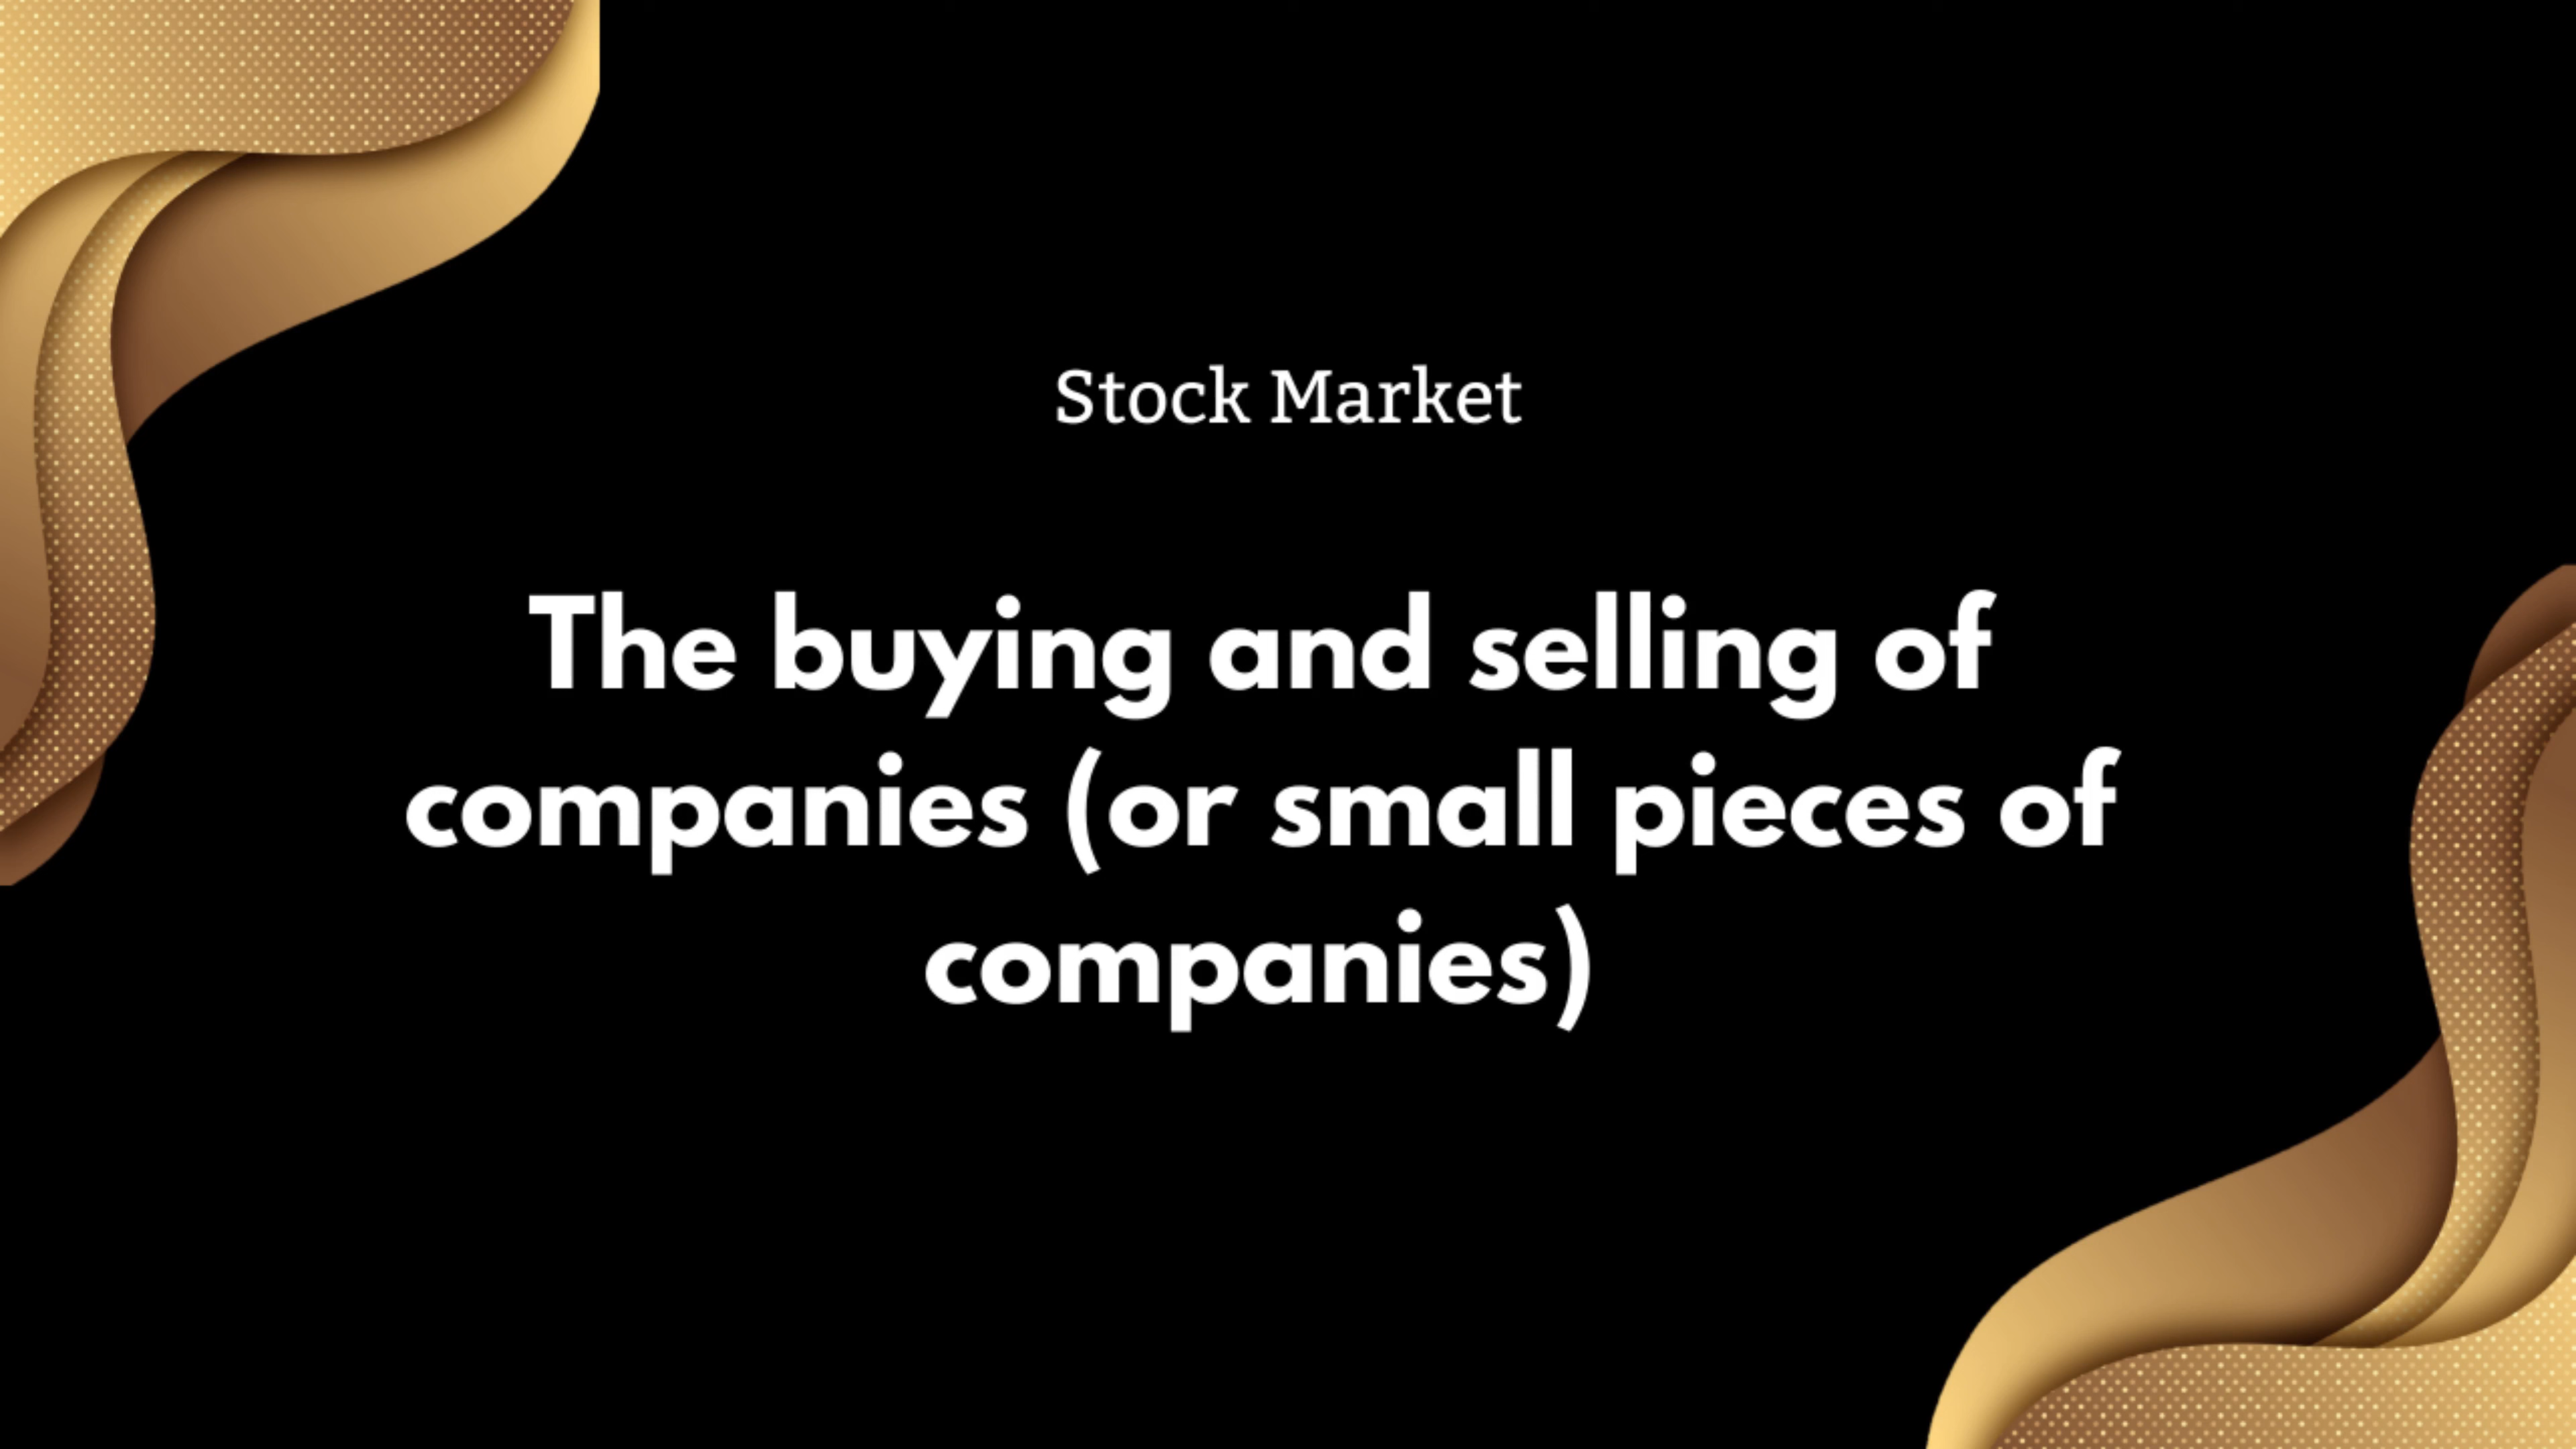 Stock Market
The buying and selling of
companies (or small pieces of
companies)